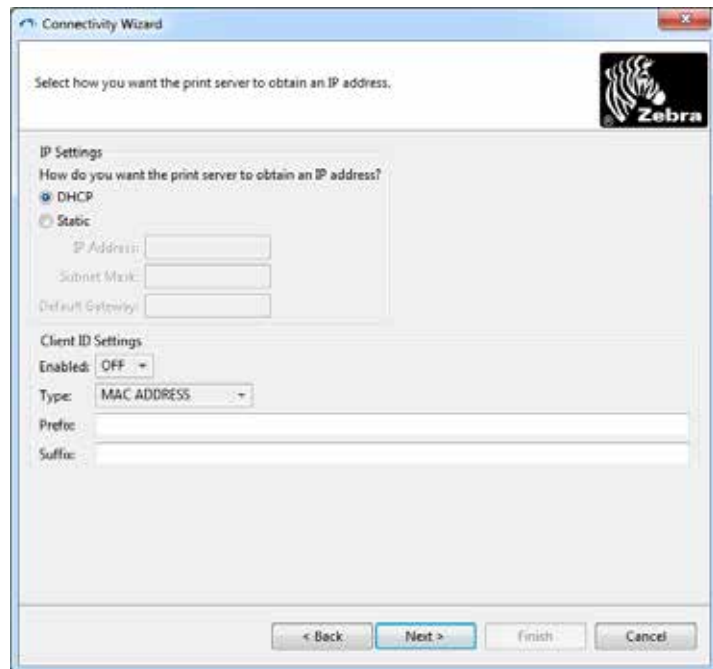 Connectivity Wizard
Select how you want the print server to obtain an IP address.
Zebra
IP Settings
How do you want the print server to obtain an IP address?
DHCP
Static
IP Address:
Subnet Mask:
Default Gateway:
Client ID Settings
Enabled: OFF
Type: MAC ADDRESS
Prefix:
Suffix:
< Back Next > Finish Cancel